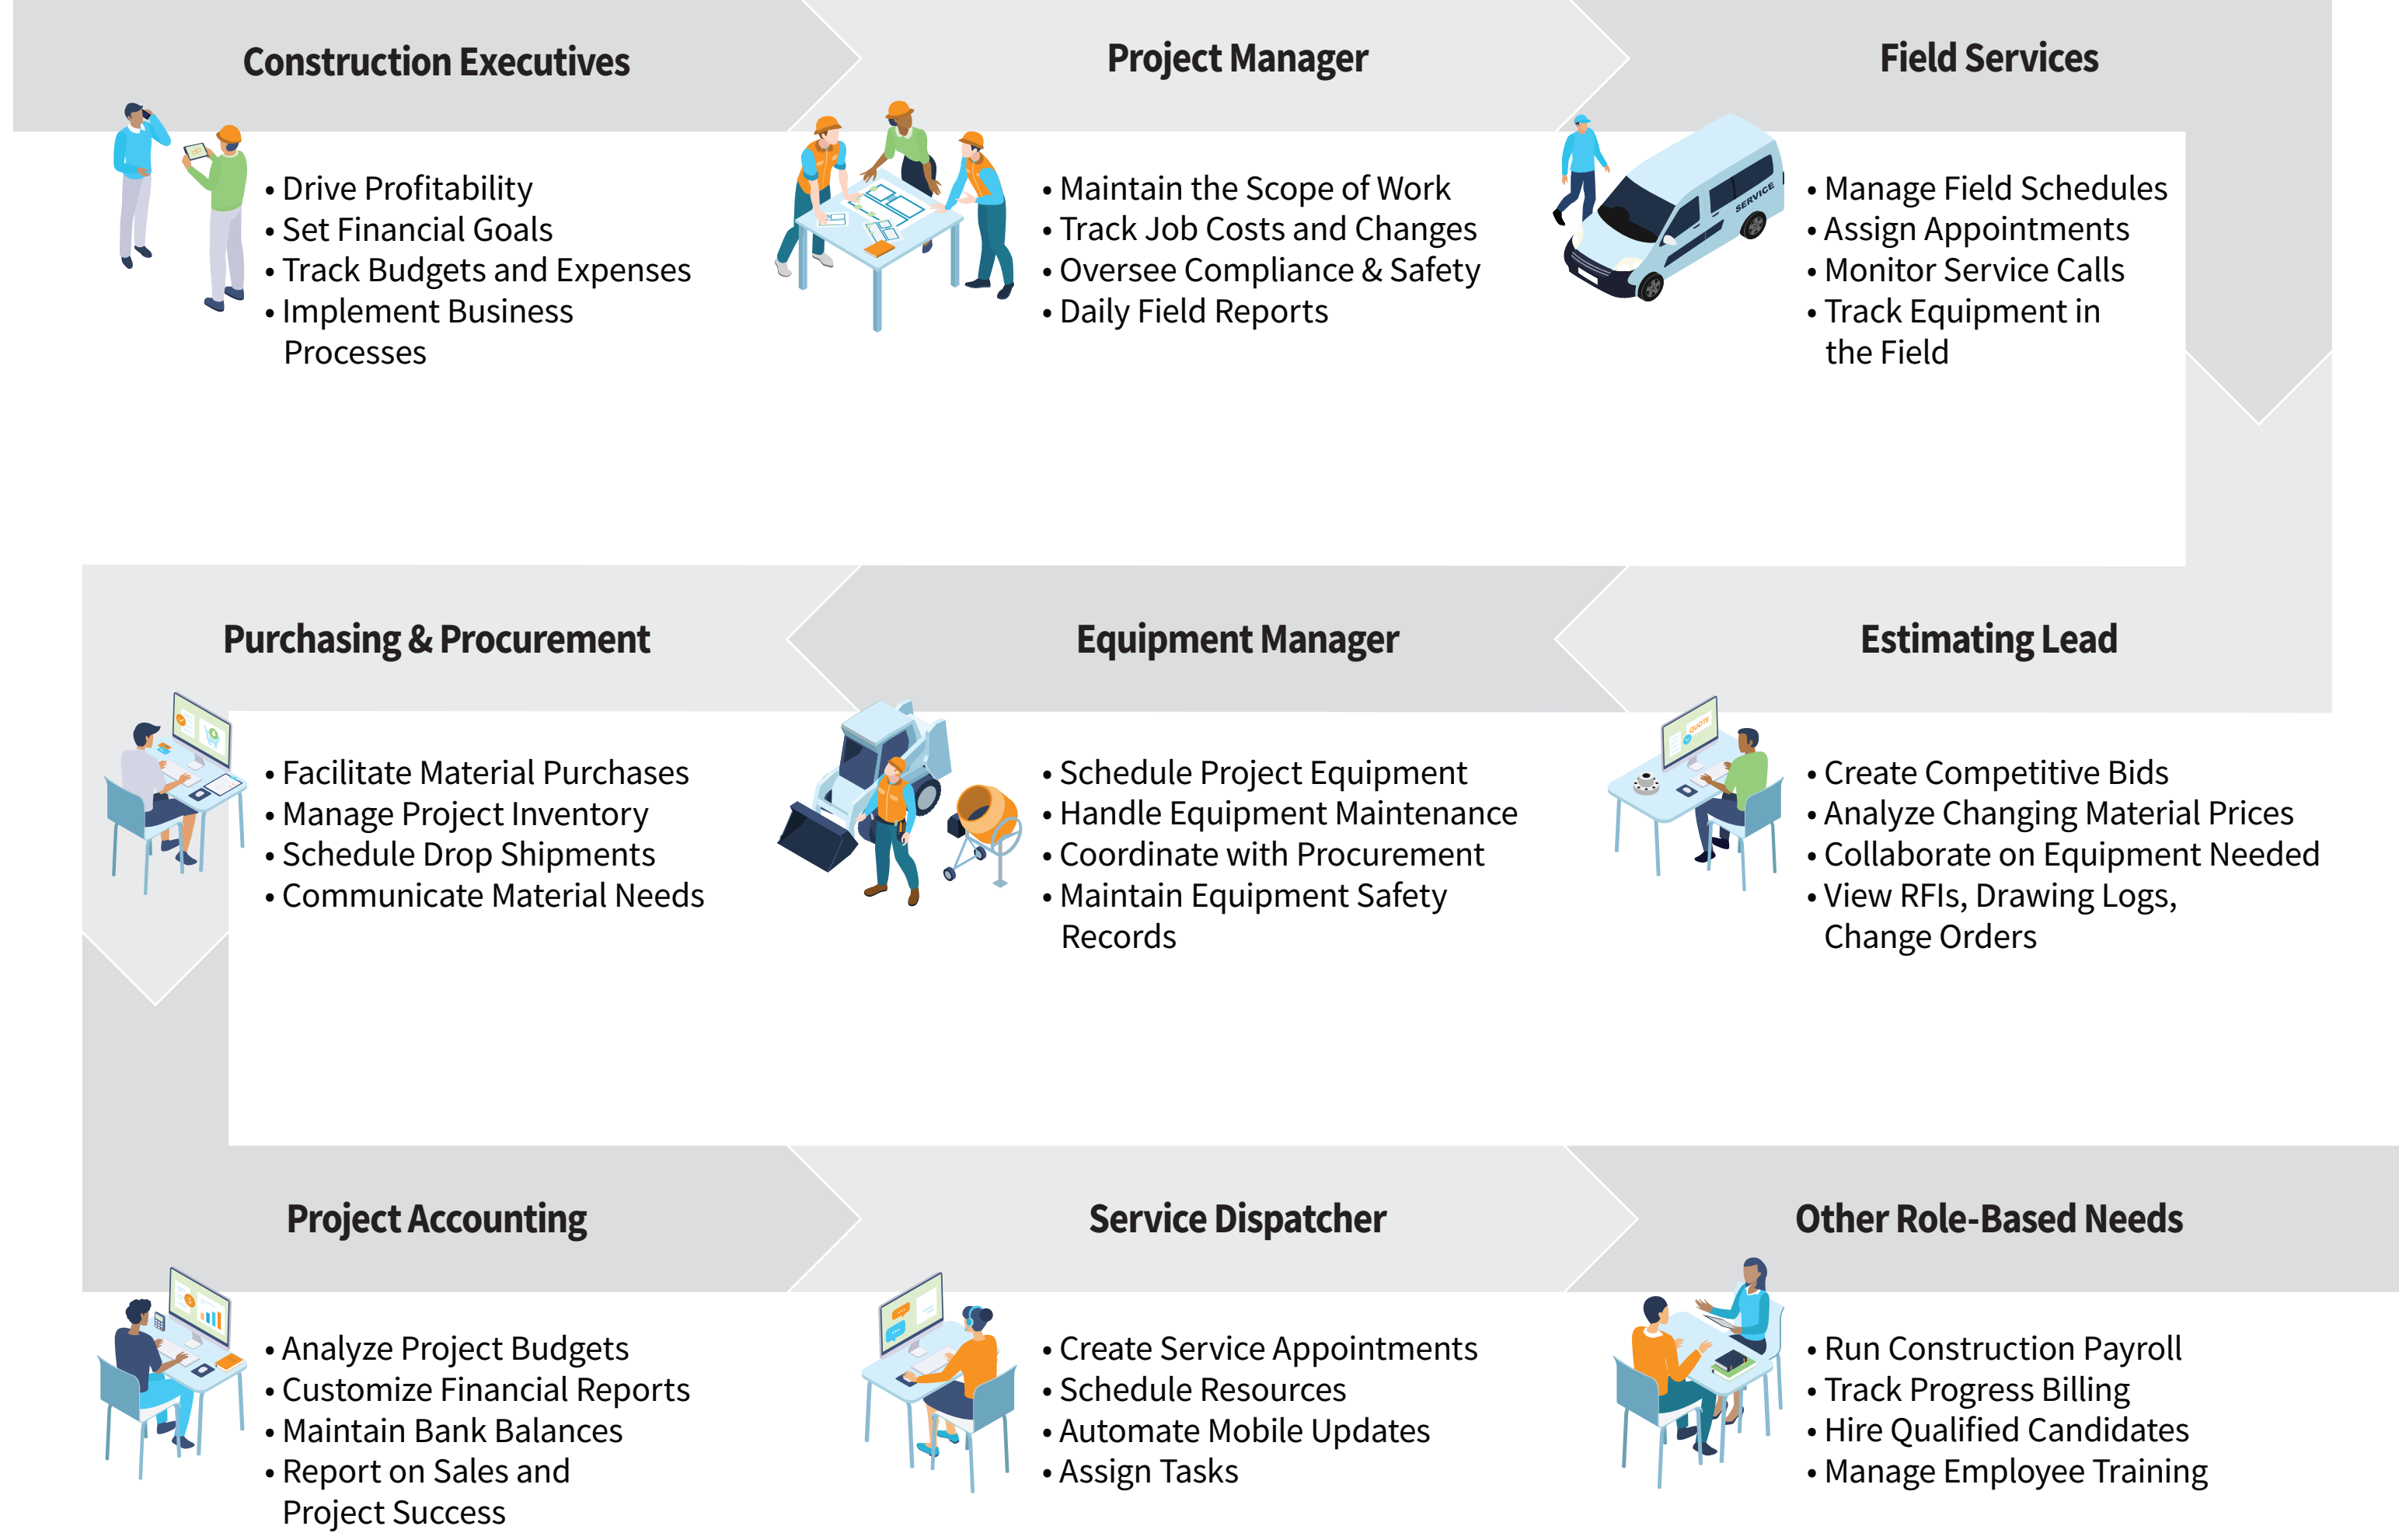 Construction Executives
• Drive Profitability
• Set Financial Goals
• Track Budgets and Expenses
• Implement Business
Processes
Project Manager
• Maintain the Scope of Work
• Track Job Costs and Changes
• Oversee Compliance & Safety
• Daily Field Reports
Field Services
SERVICE
• Manage Field Schedules
• Assign Appointments
• Monitor Service Calls
• Track Equipment in
the Field
Estimating Lead
QUOTE
• Create Competitive Bids
• Analyze Changing Material Prices
• Collaborate on Equipment Needed
• View RFIs, Drawing Logs,
Change Orders
Equipment Manager
• Schedule Project Equipment
• Handle Equipment Maintenance
• Coordinate with Procurement
• Maintain Equipment Safety
Records
Purchasing & Procurement
• Facilitate Material Purchases
• Manage Project Inventory
• Schedule Drop Shipments
• Communicate Material Needs
Project Accounting
• Analyze Project Budgets
• Customize Financial Reports
• Maintain Bank Balances
• Report on Sales and
Project Success
Service Dispatcher
• Create Service Appointments
• Schedule Resources
• Automate Mobile Updates
• Assign Tasks
Other Role-Based Needs
• Run Construction Payroll
• Track Progress Billing
• Hire Qualified Candidates
• Manage Employee Training